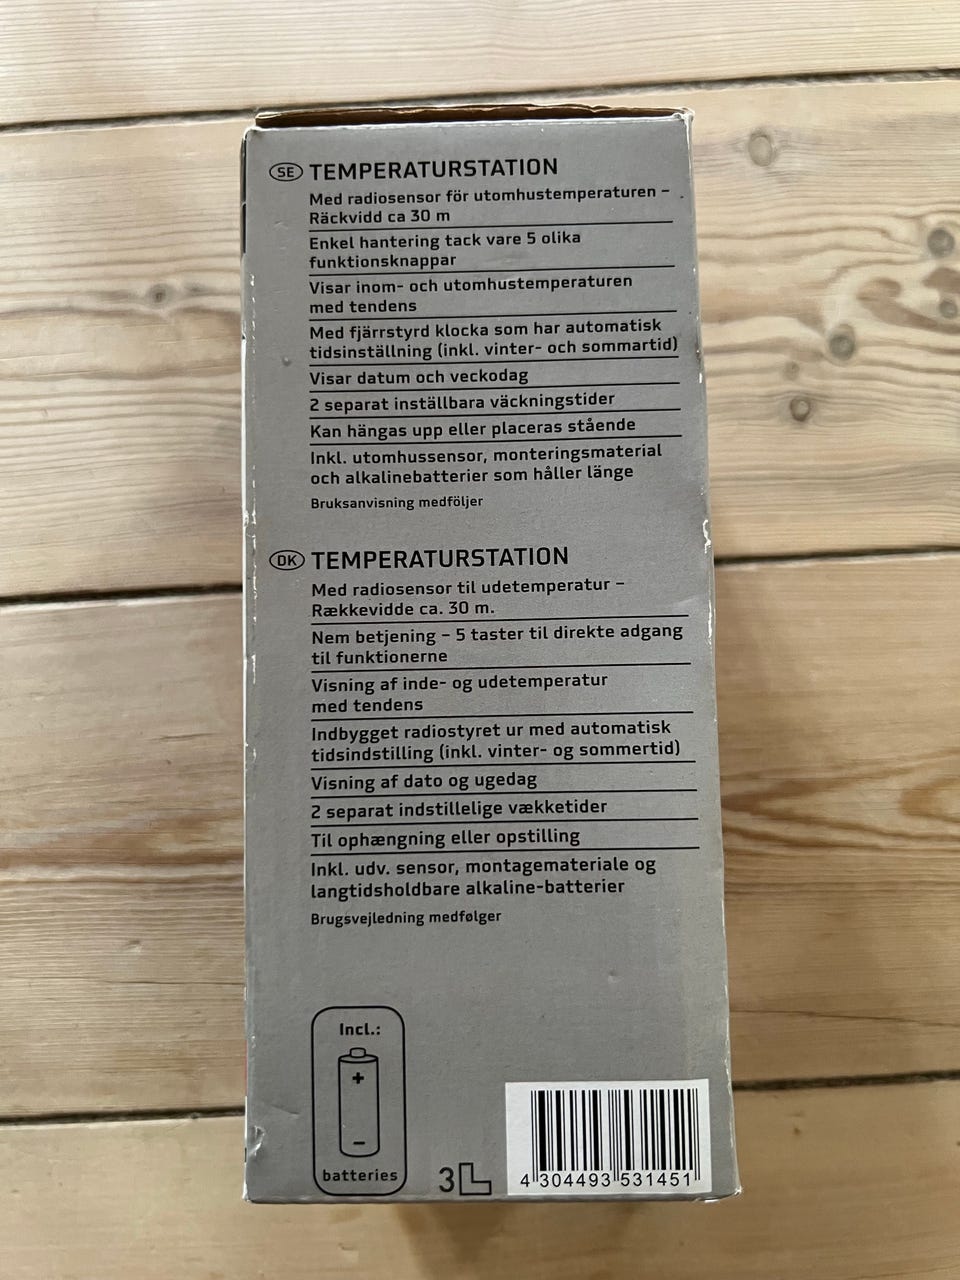 SE TEMPERATURSTATION
Med radiosensor för utomhustemperaturen –
Räckvidd ca 30 m
Enkel hantering tack vare 5 olika
funktionsknappar
Visar inom- och utomhustemperaturen
med tendens
Med fjärrstyrd klocka som har automatisk
tidsinställning (inkl. vinter- och sommartid)
Visar datum och veckodag
2 separat inställbara väckningstider
Kan hängas upp eller placeras stående
Inkl. utomhussensor, monteringsmaterial
och alkalinebatterier som håller länge
Bruksanvisning medföljer
DK TEMPERATURSTATION
Med radiosensor til udetemperatur –
Rækkevidde ca. 30 m.
Nem betjening – 5 taster til direkte adgang
til funktionerne
Visning af inde- og udetemperatur
med tendens
Indbygget radiostyret ur med automatisk
tidsindstilling (inkl. vinter- og sommertid)
Visning af dato og ugedag
2 separat indstillelige vækketider
Til ophængning eller opstilling
Inkl. udv. sensor, montagemateriale og
langtidsholdbare alkaline-batterier
Brugsvejledning medfølger
Incl.:
+
–
batteries
3L
4 304493 531451